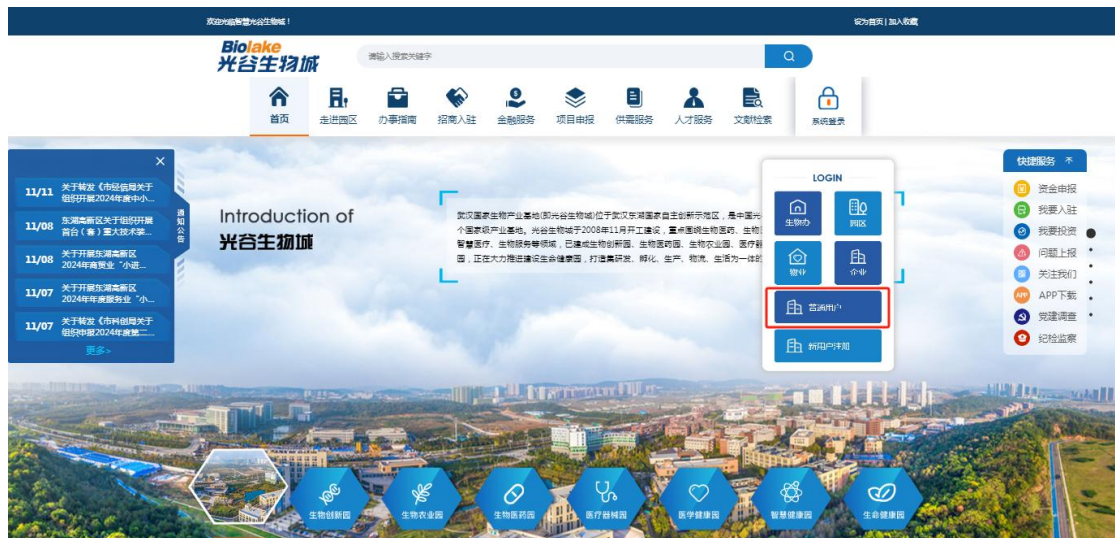 欢迎光临智慧光谷生物城！
设为首页 | 加入收藏
Biolake
光谷生物城
请输入搜索关键字
首页
走进园区
办事指南
招商入驻
金融服务
项目申报
供需服务
人才服务
文献检索
系统登录
11/11 关于转发《市经信局关于
组织开展2024年度中小...
11/08 东湖高新区关于组织开展
首台（套）重大技术装...
11/08 关于开展东湖高新区
2024年商贸业“小进...
11/07 关于开展东湖高新区
2024年年度服务业“小...
11/07 关于转发《市科创局关于
组织申报2024年度第二...
更多>
通知公告
Introduction of
光谷生物城
武汉国家生物产业基地(即光谷生物城)位于武汉东湖国家自主创新示范区，是中国光
个国家级产业基地。光谷生物城于2008年11月开工建设，重点围绕生物医药、生物
智慧医疗、生物服务等领域，已建成生物创新园、生物医药园、生物农业园、医疗器
园，正在大力推进建设生命健康园，打造集研发、孵化、生产、物流、生活为一体的
LOGIN
生物办
园区
物业
企业
普通用户
新用户注册
快捷服务
资金申报
我要入驻
我要投资
问题上报
关注我们
APP APP下载
党建调查
纪检监察
生物创新园
生物农业园
生物医药园
医疗器械园
医学健康园
智慧健康园
生命健康园